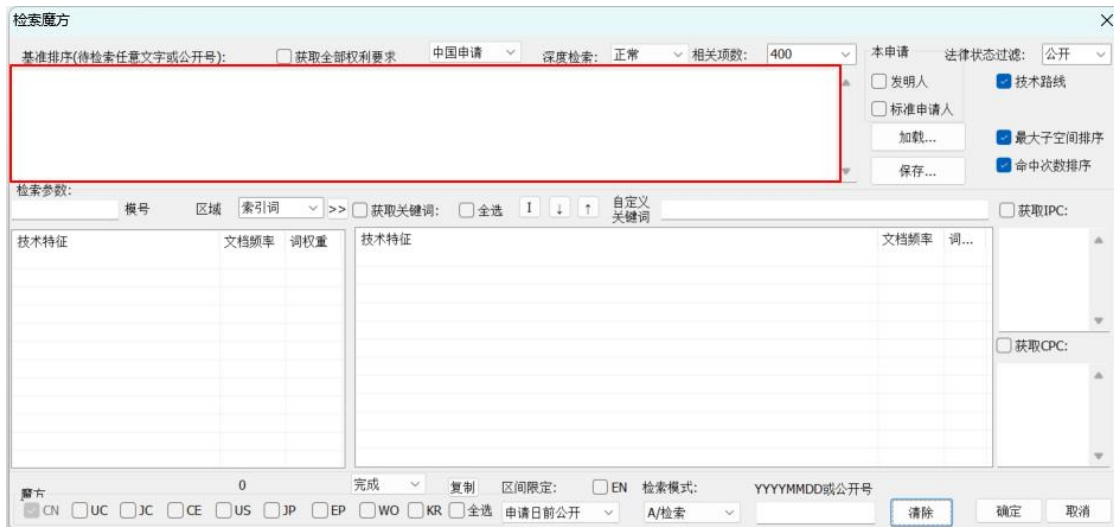 检索魔方
基准排序(待检索任意文字或公开号): 获取全部权利要求 中国申请 深度检索: 正常 相关项数: 400 本申请 法律状态过滤: 公开
发明人 技术路线
标准申请人
加载... 最大子空间排序
保存... 命中次数排序
检索参数:
模号 区域 索引词 >> 获取关键词: 全选 I ↓ ↑ 自定义关键词 获取IPC:
技术特征 文档频率 词权重 技术特征 文档频率 词...
获取CPC:
魔方 0 完成 复制 区间限定: EN 检索模式: YYYYMMDD或公开号
CN UC JC CE US JP EP WO KR 全选 申请日前公开 A/检索 清除 确定 取消